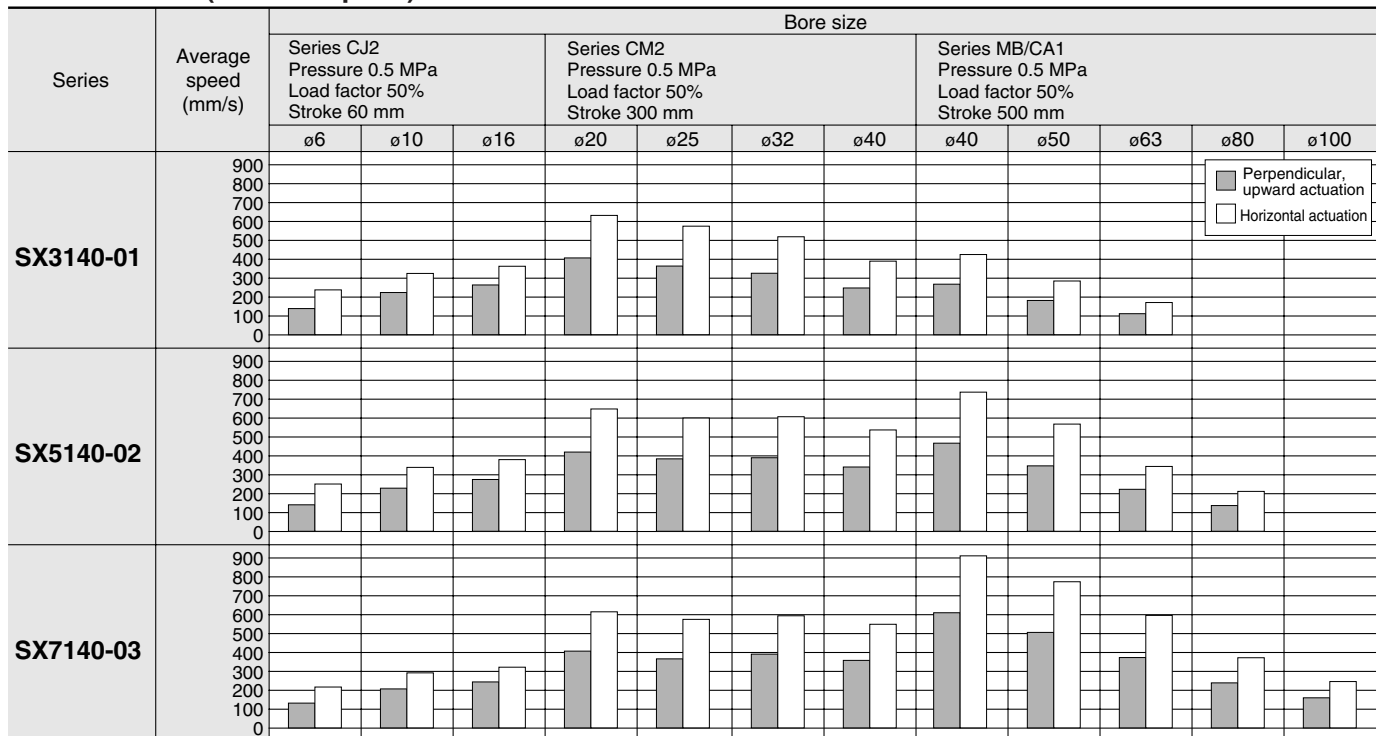 Bore size
Series
Average
speed
(mm/s)
Series CJ2
Pressure 0.5 MPa
Load factor 50%
Stroke 60 mm
Series CM2
Pressure 0.5 MPa
Load factor 50%
Stroke 300 mm
Series MB/CA1
Pressure 0.5 MPa
Load factor 50%
Stroke 500 mm
ø6 ø10 ø16 ø20 ø25 ø32 ø40 ø40 ø50 ø63 ø80 ø100
Perpendicular,
upward actuation
Horizontal actuation
SX3140-01
900
800
700
600
500
400
300
200
100
0
SX5140-02
900
800
700
600
500
400
300
200
100
0
SX7140-03
900
800
700
600
500
400
300
200
100
0